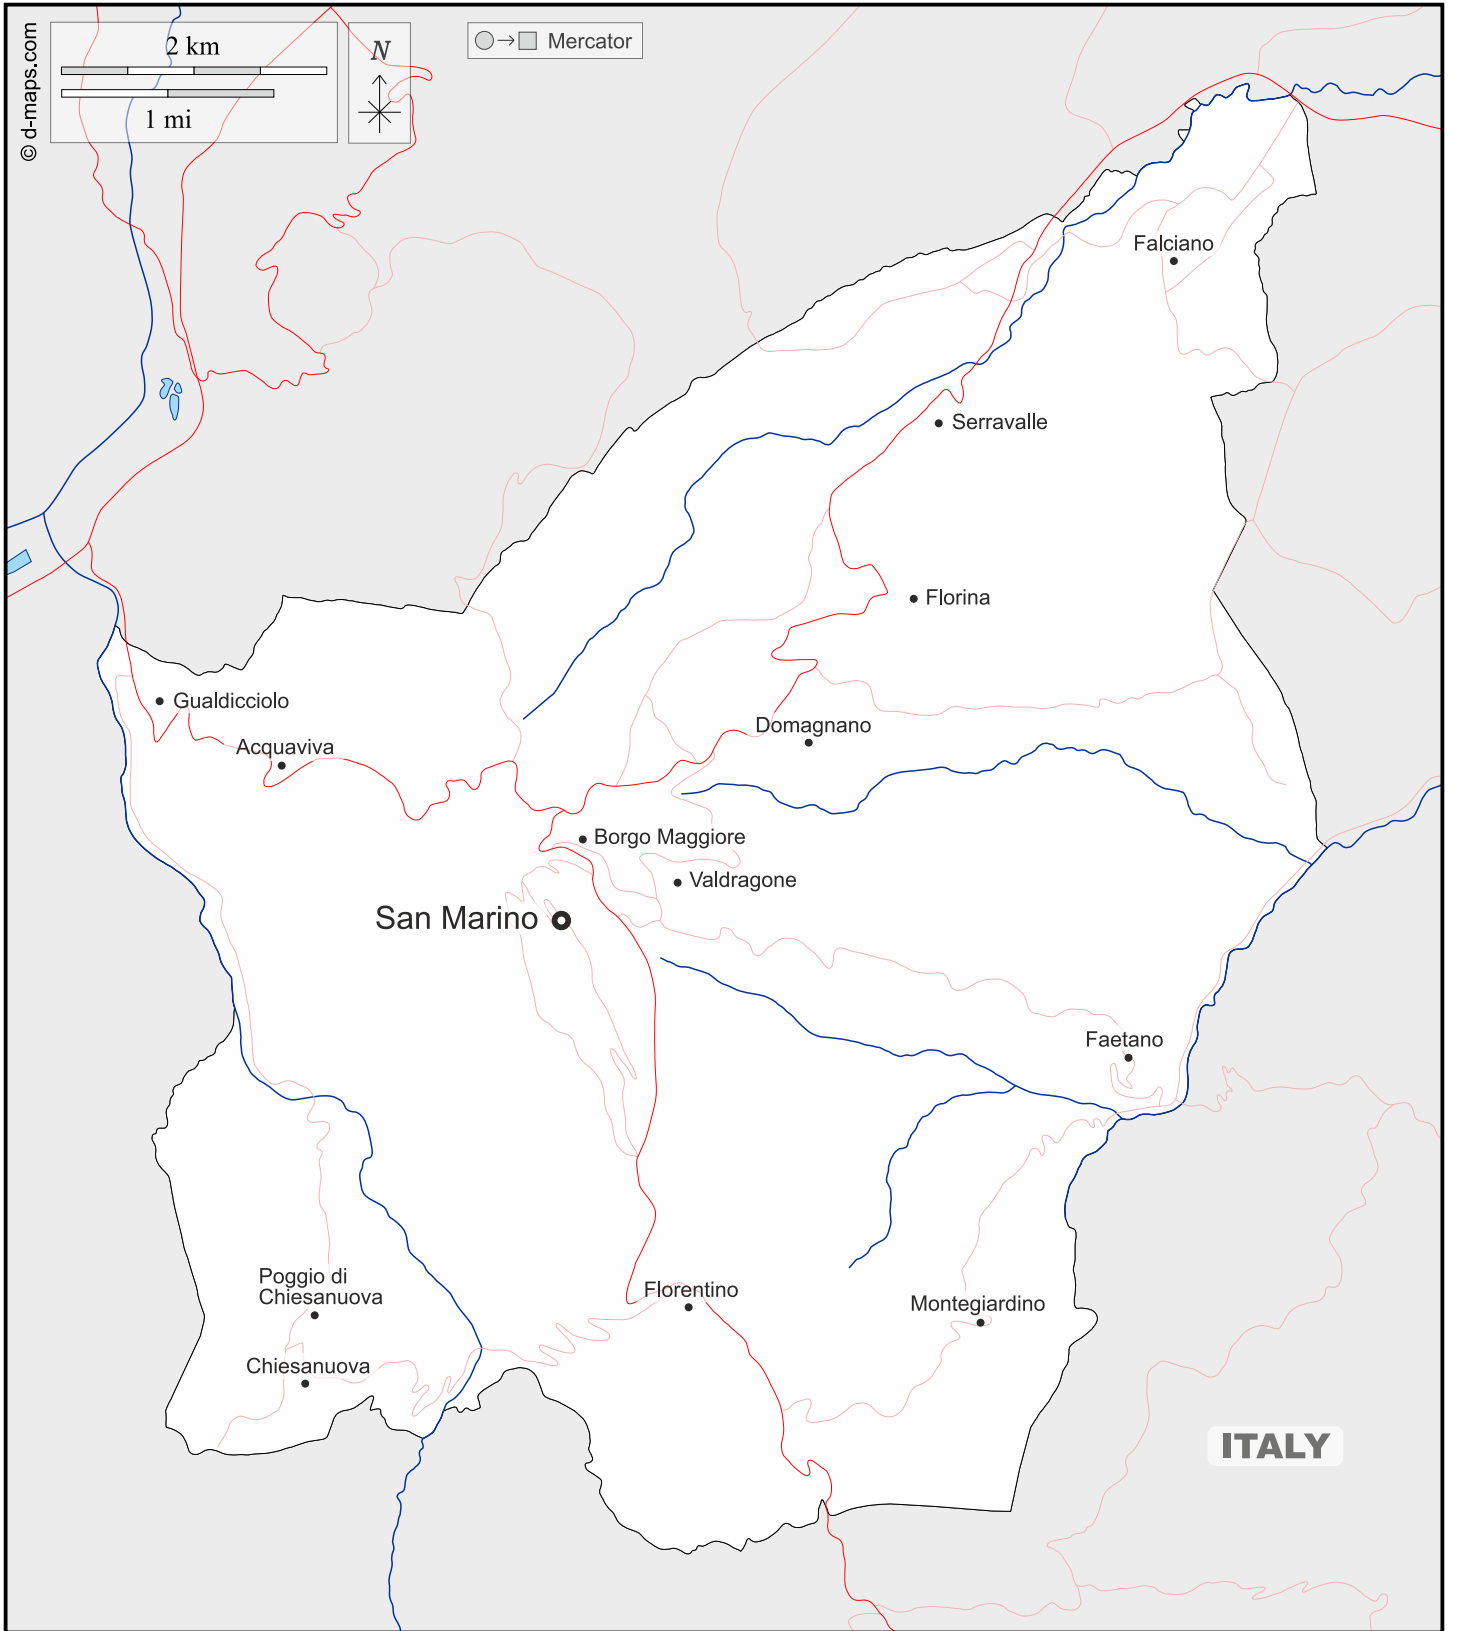 © d-maps.com
2 km
1 mi
N
Mercator
Falciano
Serravalle
Florina
Gualdicciolo
Domagnano
Acquaviva
Borgo Maggiore
Valdragone
San Marino
Faetano
Poggio di
Chiesanuova
Florentino
Montegiardino
Chiesanuova
ITALY